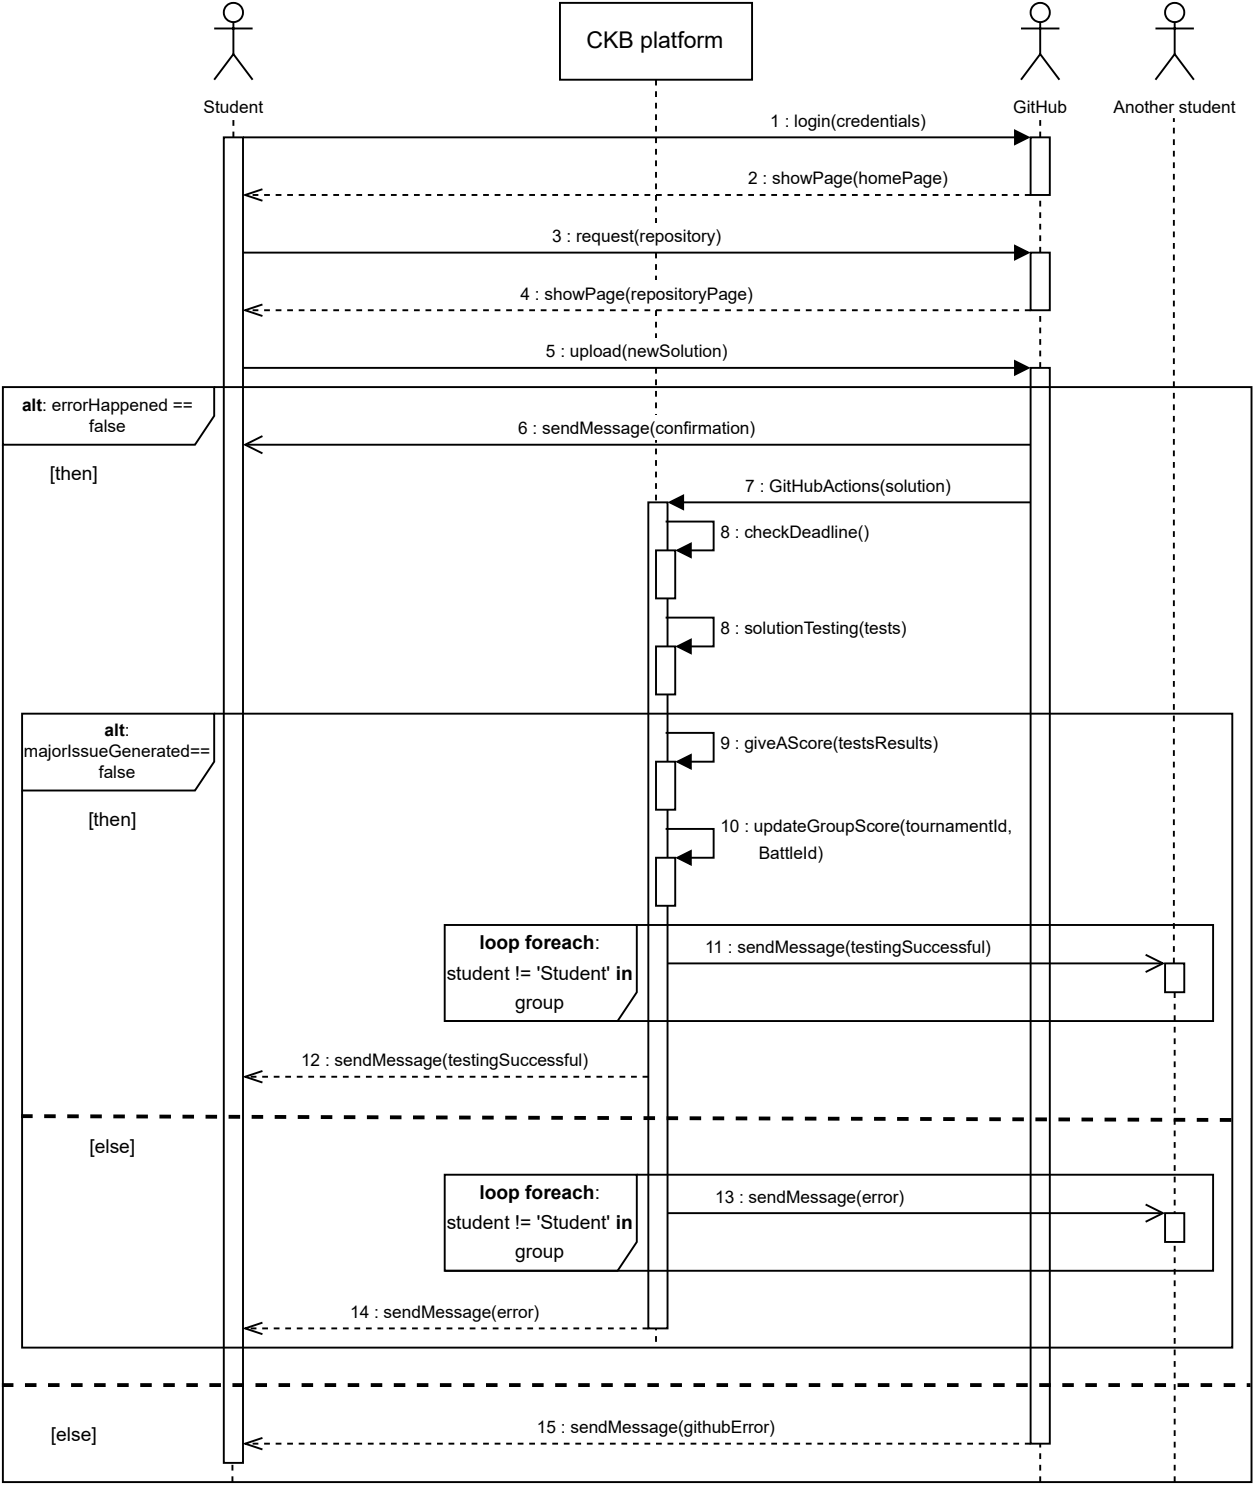 CKB platform
Student
GitHub
Another student
1 : login(credentials)
2 : showPage(homePage)
3 : request(repository)
4 : showPage(repositoryPage)
5 : upload(newSolution)
alt: errorHappened ==
false
6 : sendMessage(confirmation)
[then]
7 : GitHubActions(solution)
8 : checkDeadline()
8 : solutionTesting(tests)
alt:
majorIssueGenerated==
false
9 : giveAScore(testsResults)
[then]
10 : updateGroupScore(tournamentId,
BattleId)
loop foreach:
student != 'Student' in
group
11 : sendMessage(testingSuccessful)
12 : sendMessage(testingSuccessful)
[else]
loop foreach:
student != 'Student' in
group
13 : sendMessage(error)
14 : sendMessage(error)
[else]
15 : sendMessage(githubError)